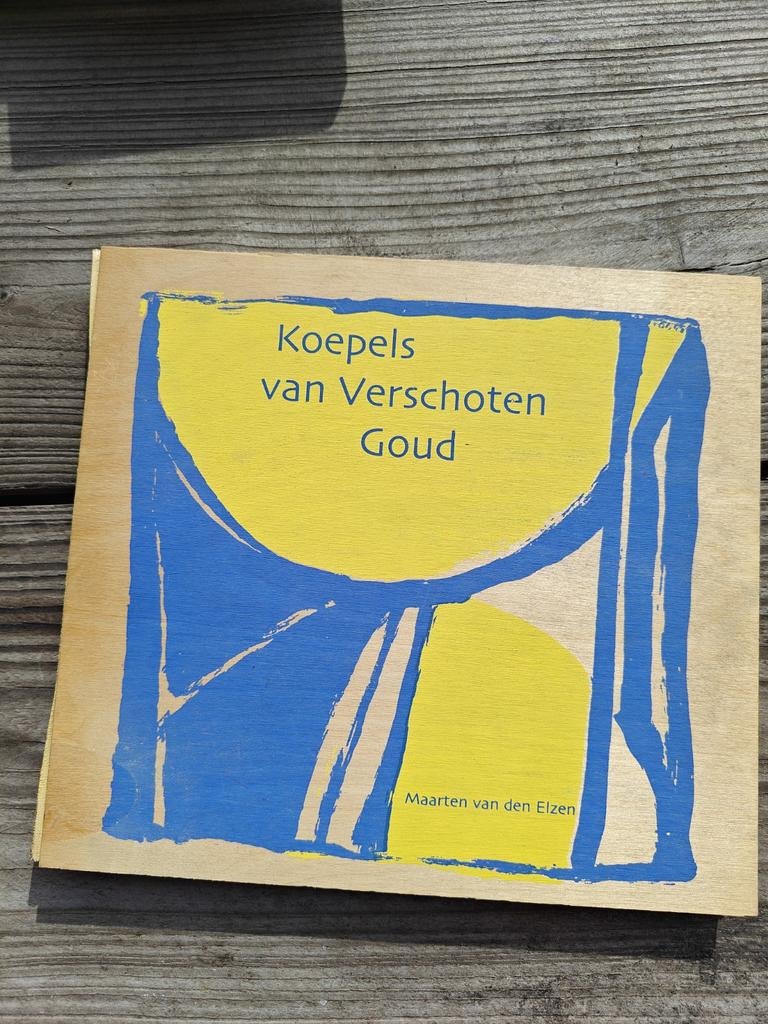 Koepels
van Verschoten
Goud
Maarten van den Elzen